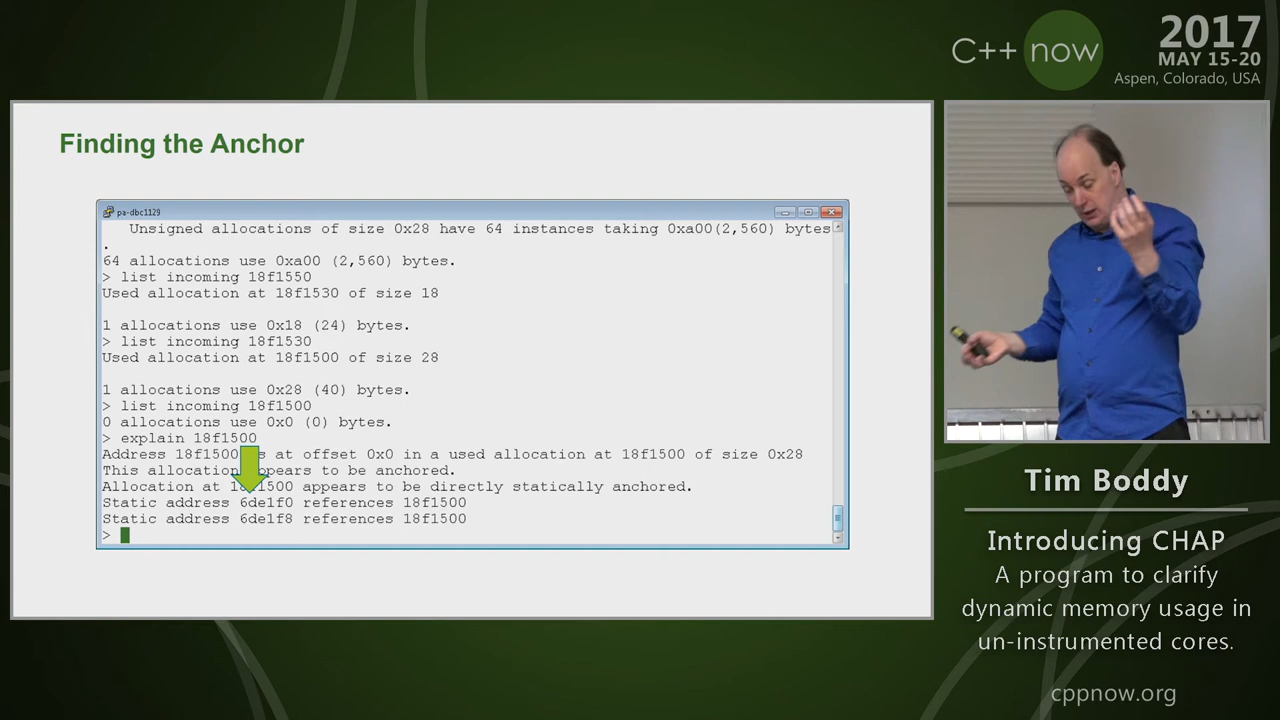 C++ now
2017
MAY 15-20
Aspen, Colorado, USA
Finding the Anchor
pa-dbc1129
Unsigned allocations of size 0x28 have 64 instances taking 0xa00(2,560) bytes
.
64 allocations use 0xa00 (2,560) bytes.
> list incoming 18f1550
Used allocation at 18f1530 of size 18
1 allocations use 0x18 (24) bytes.
> list incoming 18f1530
Used allocation at 18f1500 of size 28
1 allocations use 0x28 (40) bytes.
> list incoming 18f1500
0 allocations use 0x0 (0) bytes.
> explain 18f1500
Address 18f1500 s at offset 0x0 in a used allocation at 18f1500 of size 0x28
This allocation ppears to be anchored.
Allocation at 18f1500 appears to be directly statically anchored.
Static address 6de1f0 references 18f1500
Static address 6de1f8 references 18f1500
>
Tim Boddy
Introducing CHAP
A program to clarify
dynamic memory usage in
un-instrumented cores.
cppnow.org